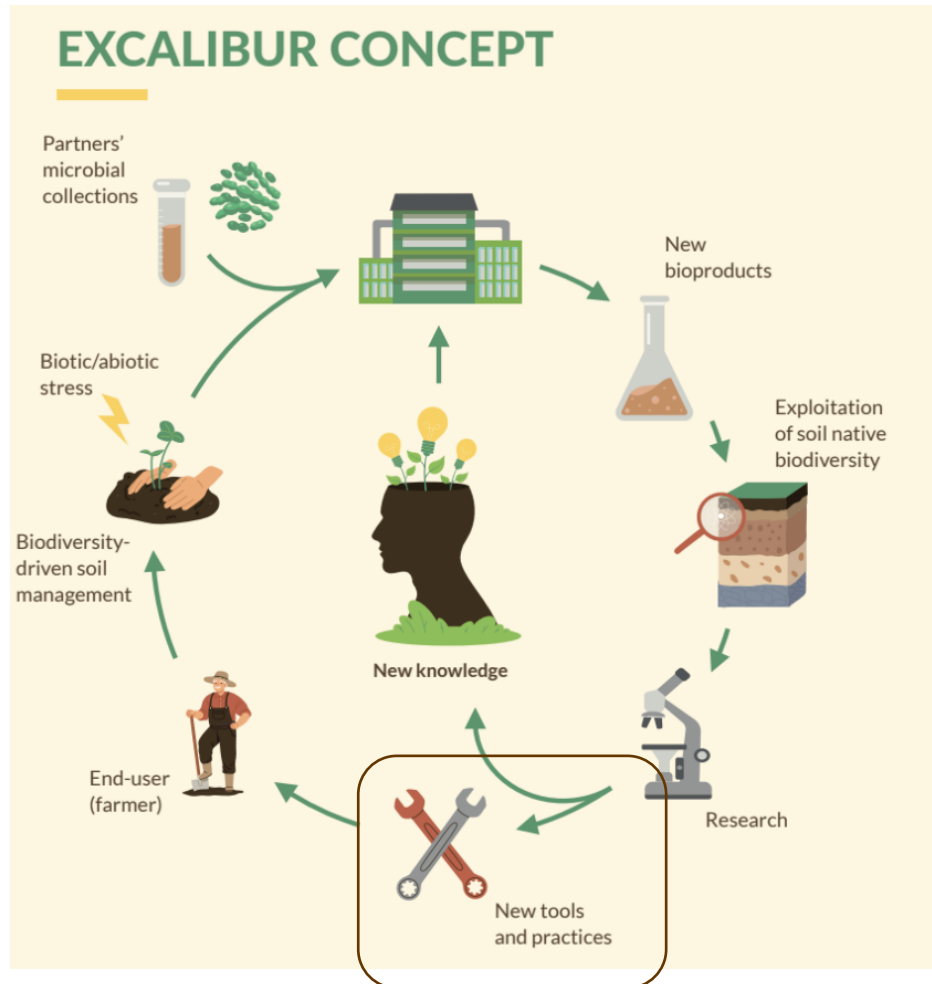 EXCALIBUR CONCEPT
Partners’
microbial
collections
New
bioproducts
Biotic/abiotic
stress
Exploitation
of soil native
biodiversity
Biodiversity-
driven soil
management
New knowledge
End-user
(farmer)
Research
New tools
and practices